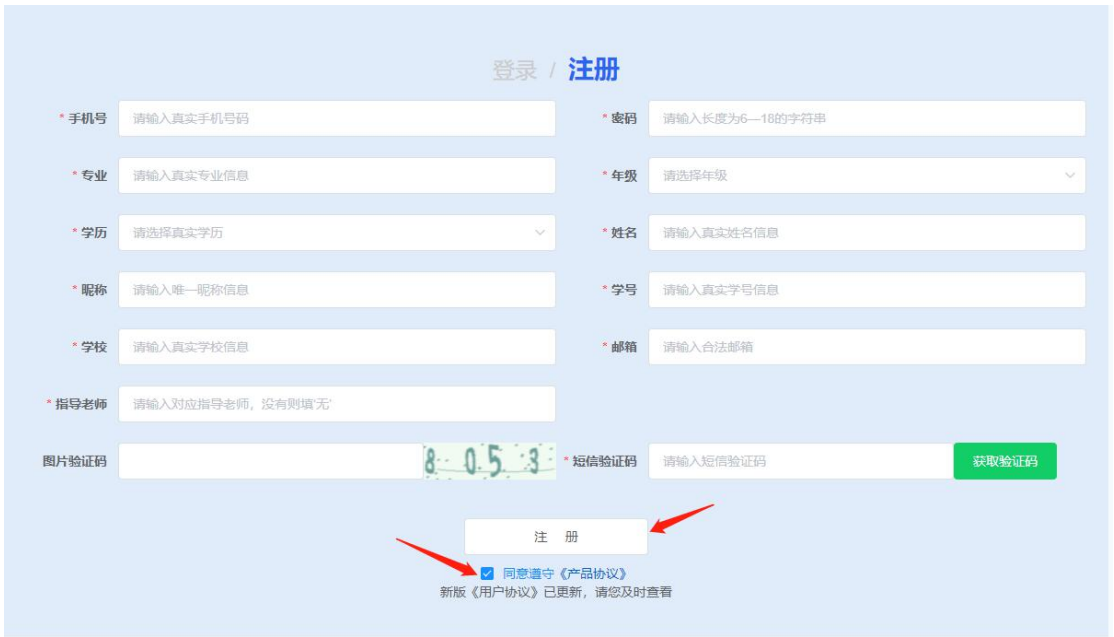 登录 / 注册
* 手机号 请输入真实手机号码 * 密码 请输入长度为6—18的字符串
* 专业 请输入真实专业信息 * 年级 请选择年级
* 学历 请选择真实学历 * 姓名 请输入真实姓名信息
* 昵称 请输入唯一昵称信息 * 学号 请输入真实学号信息
* 学校 请输入真实学校信息 * 邮箱 请输入合法邮箱
* 指导老师 请输入对应指导老师，没有则填'无'
图片验证码 8 0 5 3 * 短信验证码 请输入短信验证码 获取验证码
注 册
同意遵守《产品协议》
新版《用户协议》已更新，请您及时查看